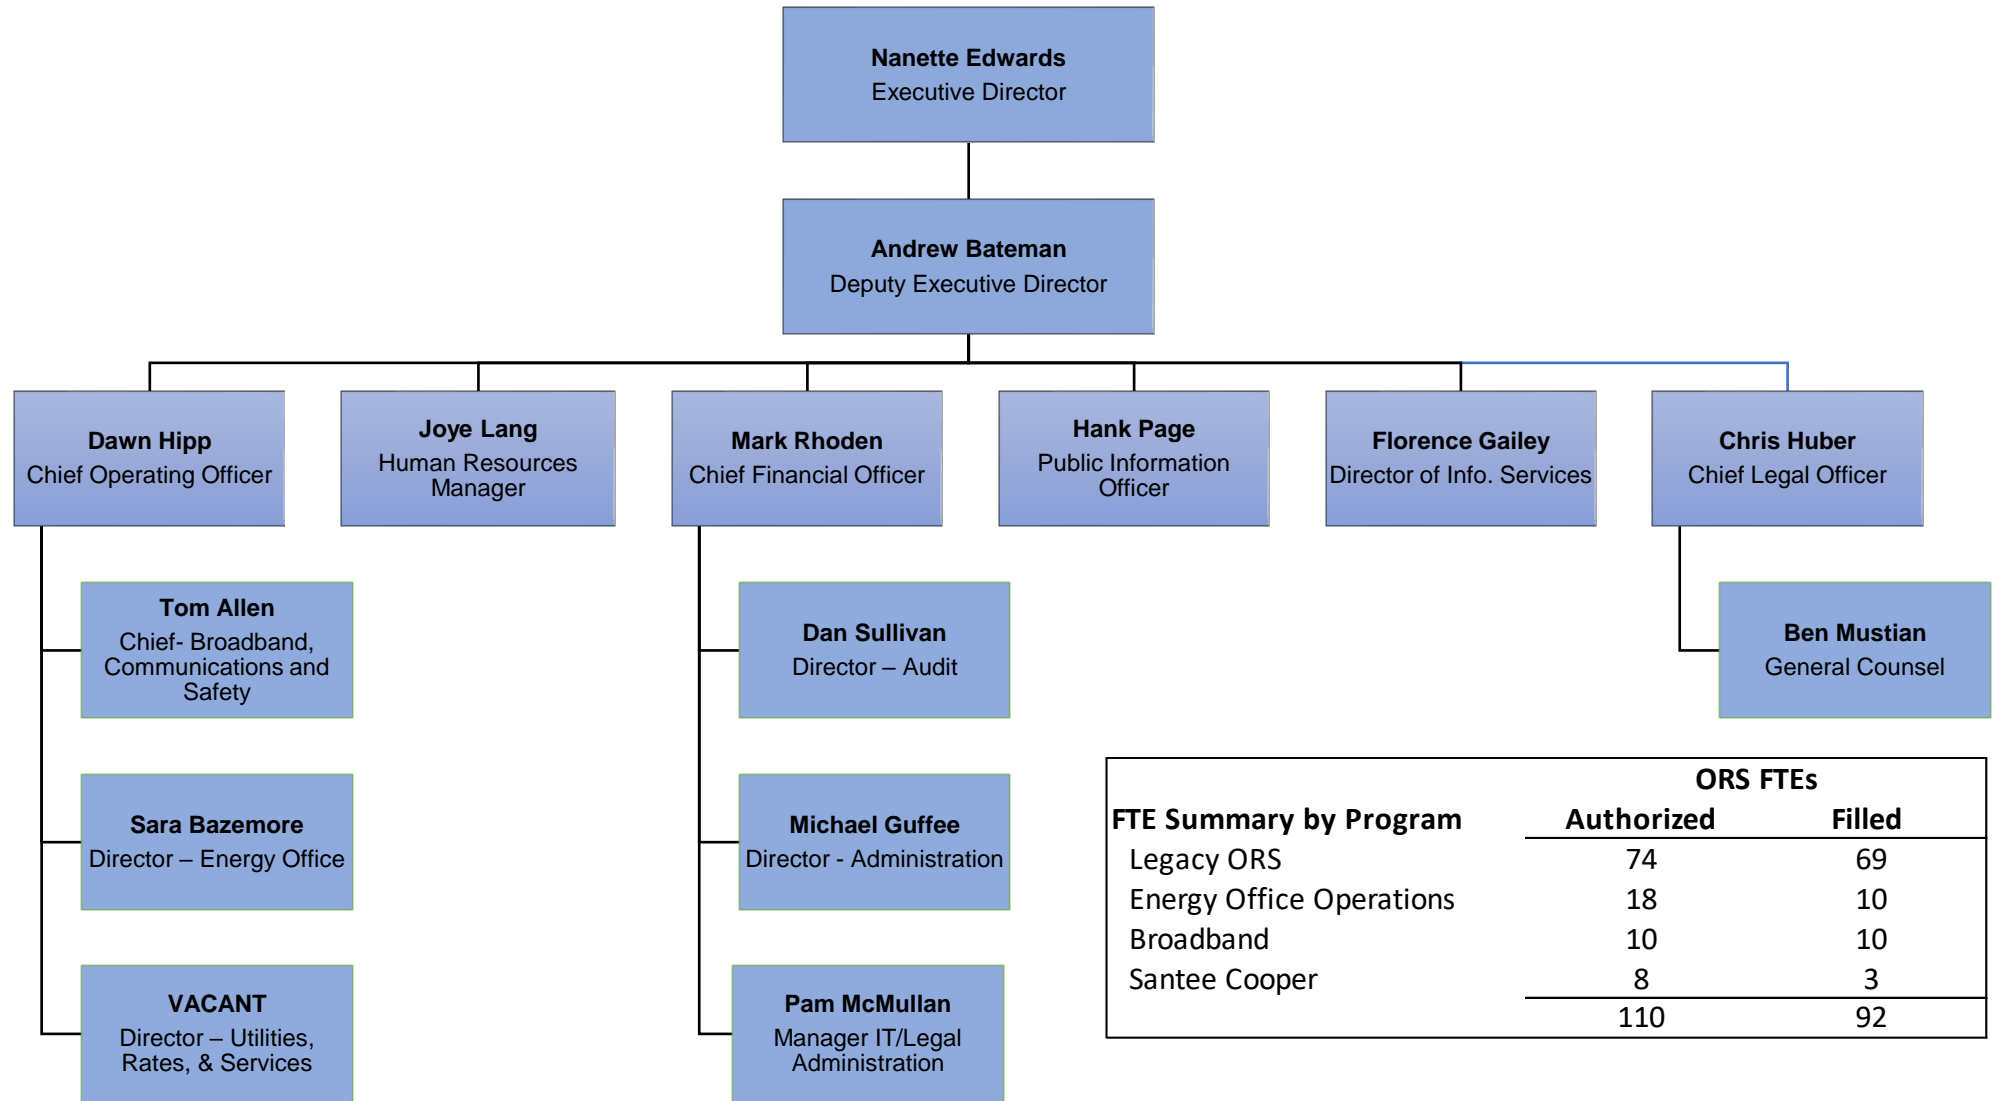 Nanette Edwards
Executive Director
Andrew Bateman
Deputy Executive Director
Dawn Hipp
Chief Operating Officer
Joye Lang
Human Resources
Manager
Mark Rhoden
Chief Financial Officer
Hank Page
Public Information
Officer
Florence Gailey
Director of Info. Services
Chris Huber
Chief Legal Officer
Tom Allen
Chief- Broadband,
Communications and
Safety
Sara Bazemore
Director – Energy Office
VACANT
Director – Utilities,
Rates, & Services
Dan Sullivan
Director – Audit
Michael Guffee
Director - Administration
Pam McMullan
Manager IT/Legal
Administration
Ben Mustian
General Counsel
ORS FTEs
FTE Summary by Program Authorized Filled
Legacy ORS 74 69
Energy Office Operations 18 10
Broadband 10 10
Santee Cooper 8 3
110 92